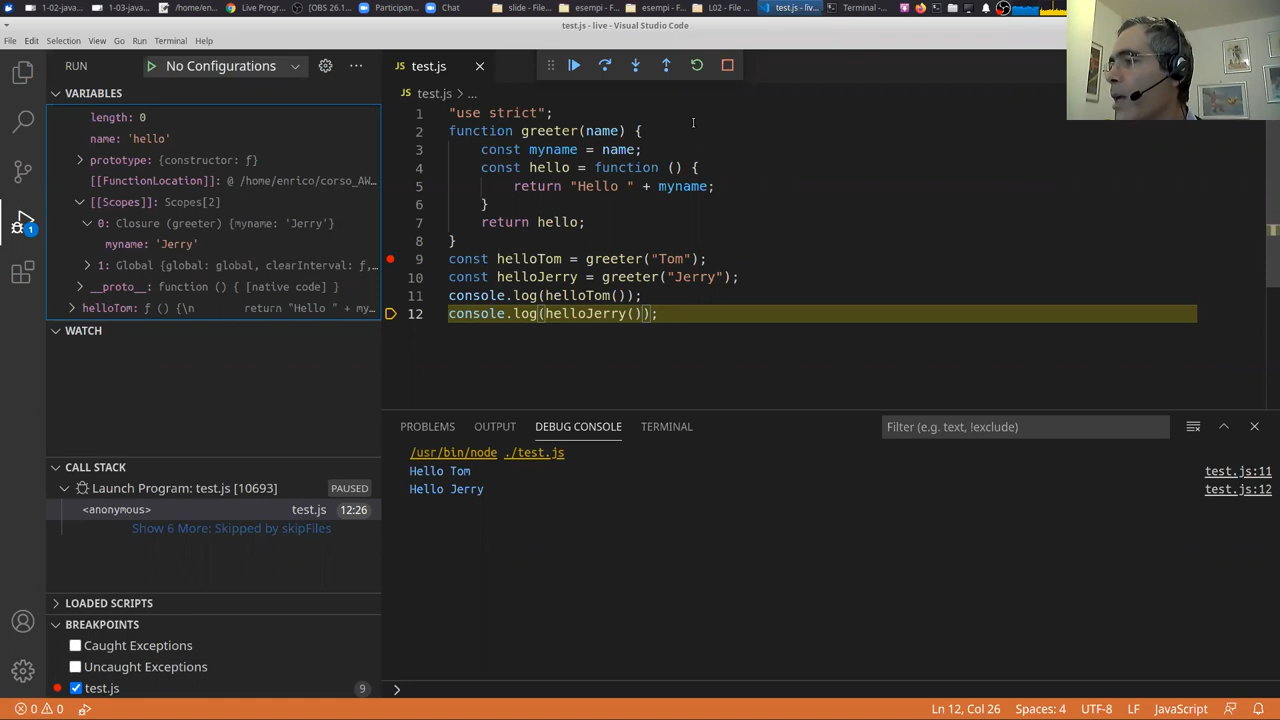 1-02-javas...
1-03-javas...
/home/en...
Live Progr...
[OBS 26.1...
Participan...
Chat
slide - File...
esempi - F...
esempi - F...
L02 - File ...
test.js - liv...
Terminal -...
test.js - live - Visual Studio Code
File Edit Selection View Go Run Terminal Help
RUN
No Configurations
test.js
VARIABLES
length: 0
name: 'hello'
prototype: {constructor: ƒ}
[[FunctionLocation]]: @ /home/enrico/corso_AW...
[[Scopes]]: Scopes[2]
0: Closure (greeter) {myname: 'Jerry'}
myname: 'Jerry'
1: Global {global: global, clearInterval: ƒ,...
__proto__: function () { [native code] }
helloTom: ƒ () {\n return "Hello " + my...
WATCH
CALL STACK
Launch Program: test.js [10693] PAUSED
<anonymous> test.js 12:26
Show 6 More: Skipped by skipFiles
LOADED SCRIPTS
BREAKPOINTS
Caught Exceptions
Uncaught Exceptions
test.js 9
test.js > ...
1 "use strict";
2 function greeter(name) {
3 const myname = name;
4 const hello = function () {
5 return "Hello " + myname;
6 }
7 return hello;
8 }
9 const helloTom = greeter("Tom");
10 const helloJerry = greeter("Jerry");
11 console.log(helloTom());
12 console.log(helloJerry());
PROBLEMS OUTPUT DEBUG CONSOLE TERMINAL
Filter (e.g. text, !exclude)
/usr/bin/node ./test.js
Hello Tom test.js:11
Hello Jerry test.js:12
1
0 0
Ln 12, Col 26 Spaces: 4 UTF-8 LF JavaScript